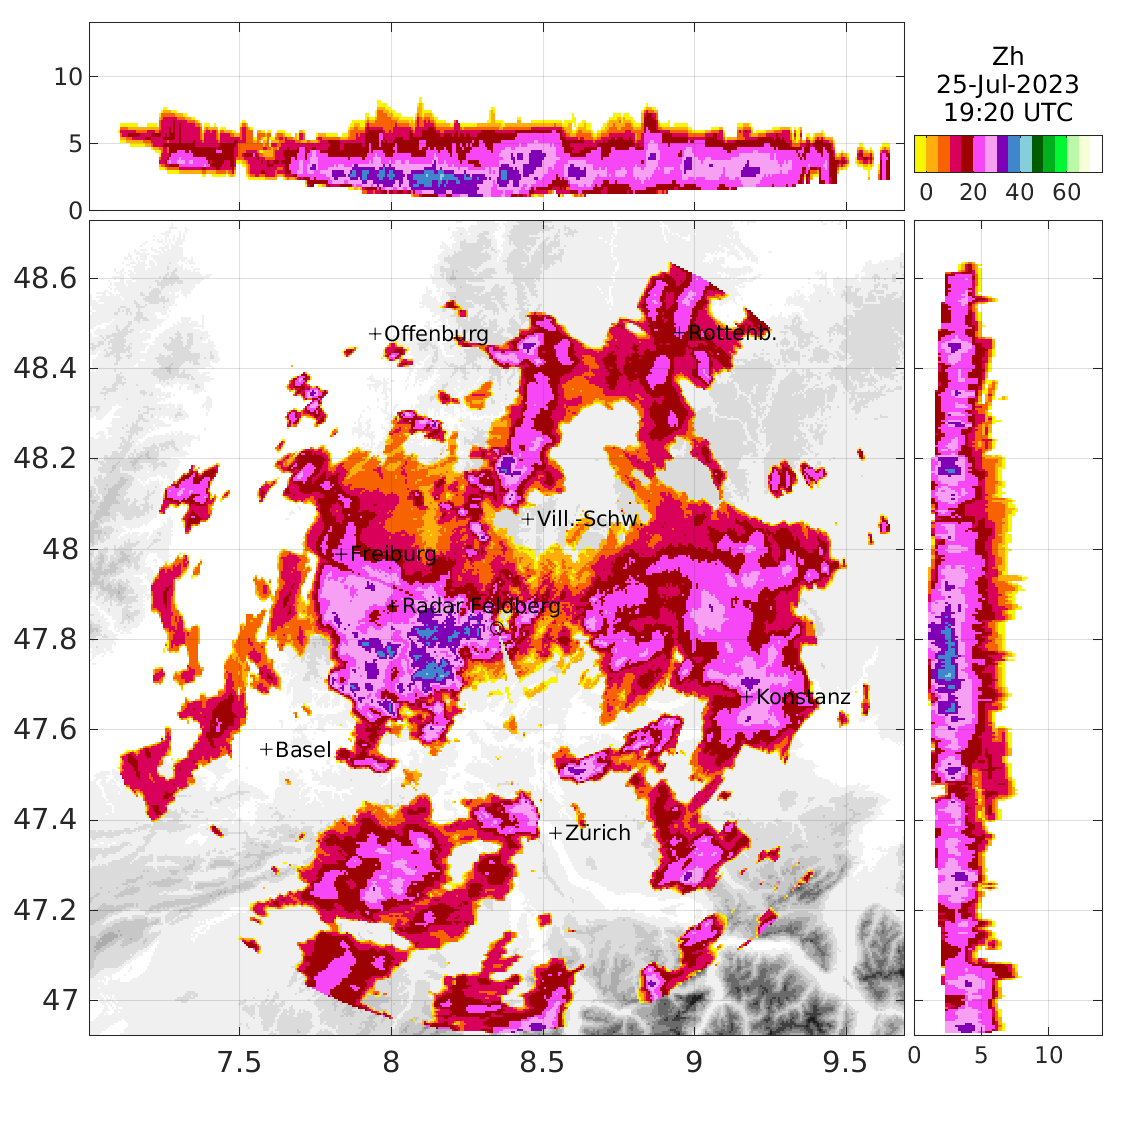 10
5
0
Zh
25-Jul-2023
19:20 UTC
0 20 40 60
48.6
48.4
48.2
48
47.8
47.6
47.4
47.2
47
+Offenburg
+Rottenb.
+Vill.-Schw.
+Freiburg
+Radar Feldberg
+Konstanz
+Basel
+Zürich
7.5 8 8.5 9 9.5
0 5 10